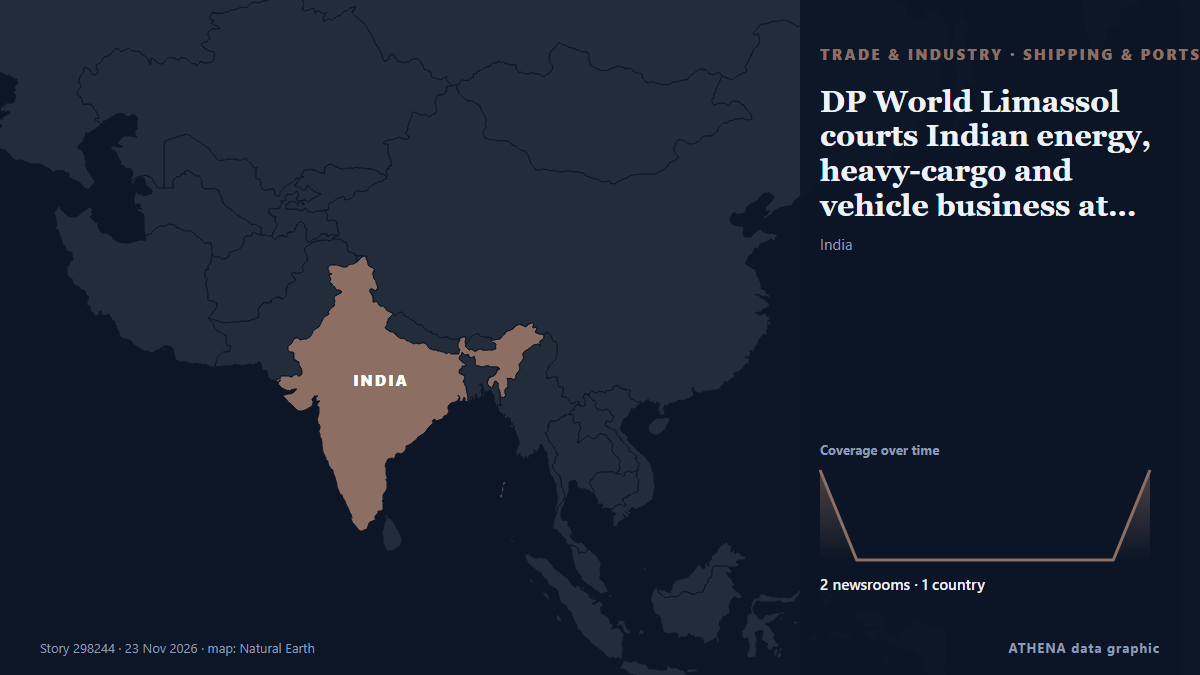 TRADE & INDUSTRY · SHIPPING & PORTS
DP World Limassol
courts Indian energy,
heavy-cargo and
vehicle business at...
India
INDIA
Coverage over time
2 newsrooms · 1 country
Story 298244 · 23 Nov 2026 · map: Natural Earth
ATHENA data graphic